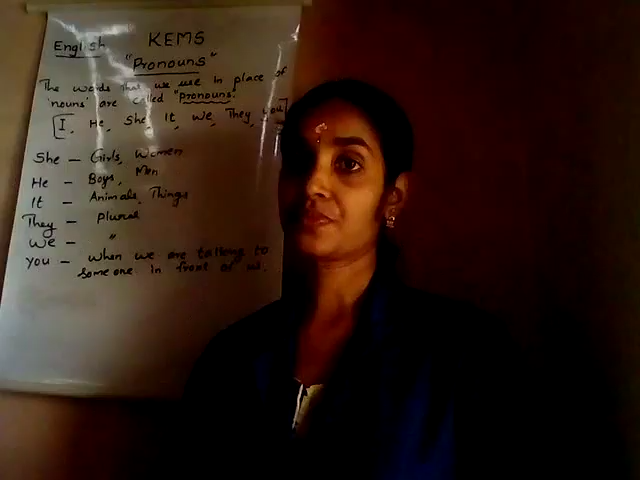 English KEMS
"Pronouns"
The words that we use in place of
'nouns' are called "pronouns".
[I, He, She, It, We, They, you]
She – Girls, Women
He – Boys, Men
It – Animals, Things
They – Plural
We – "
you – when we are talking to
someone in front of us.